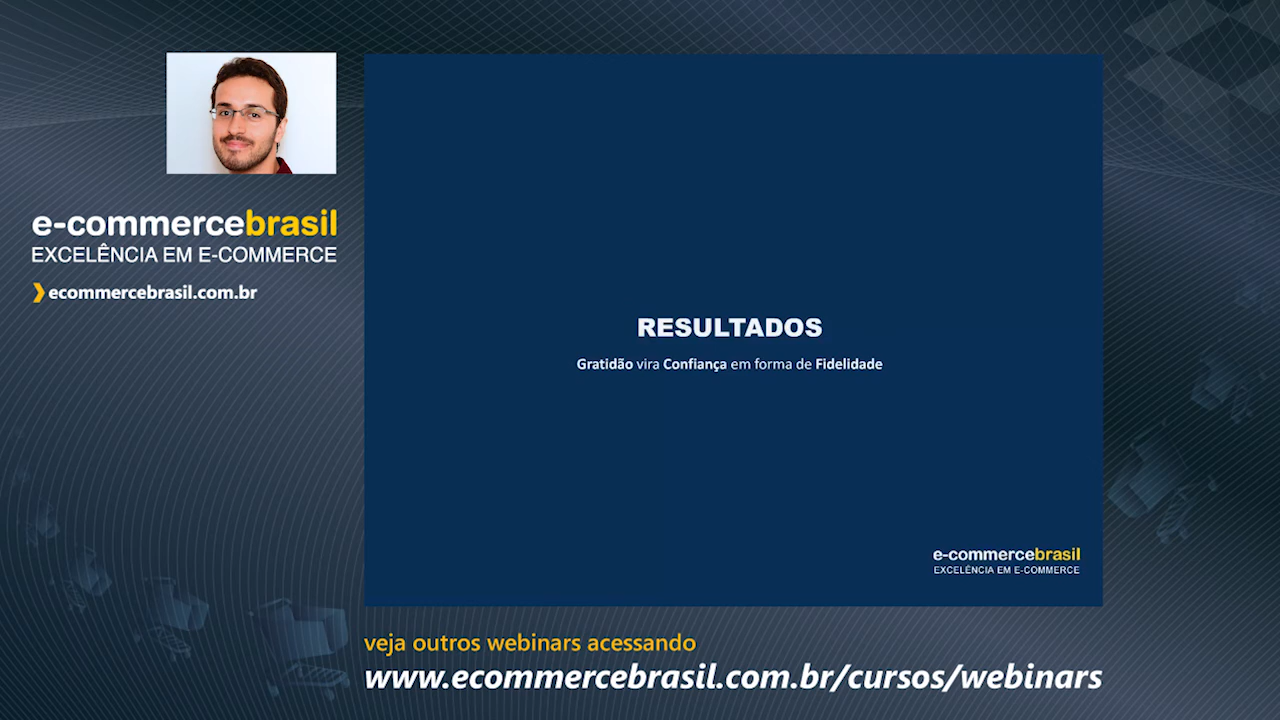 e-commercebrasil
EXCELÊNCIA EM E-COMMERCE
ecommercebrasil.com.br
RESULTADOS
Gratidão vira Confiança em forma de Fidelidade
e-commercebrasil
EXCELÊNCIA EM E-COMMERCE
veja outros webinars acessando
www.ecommercebrasil.com.br/cursos/webinars